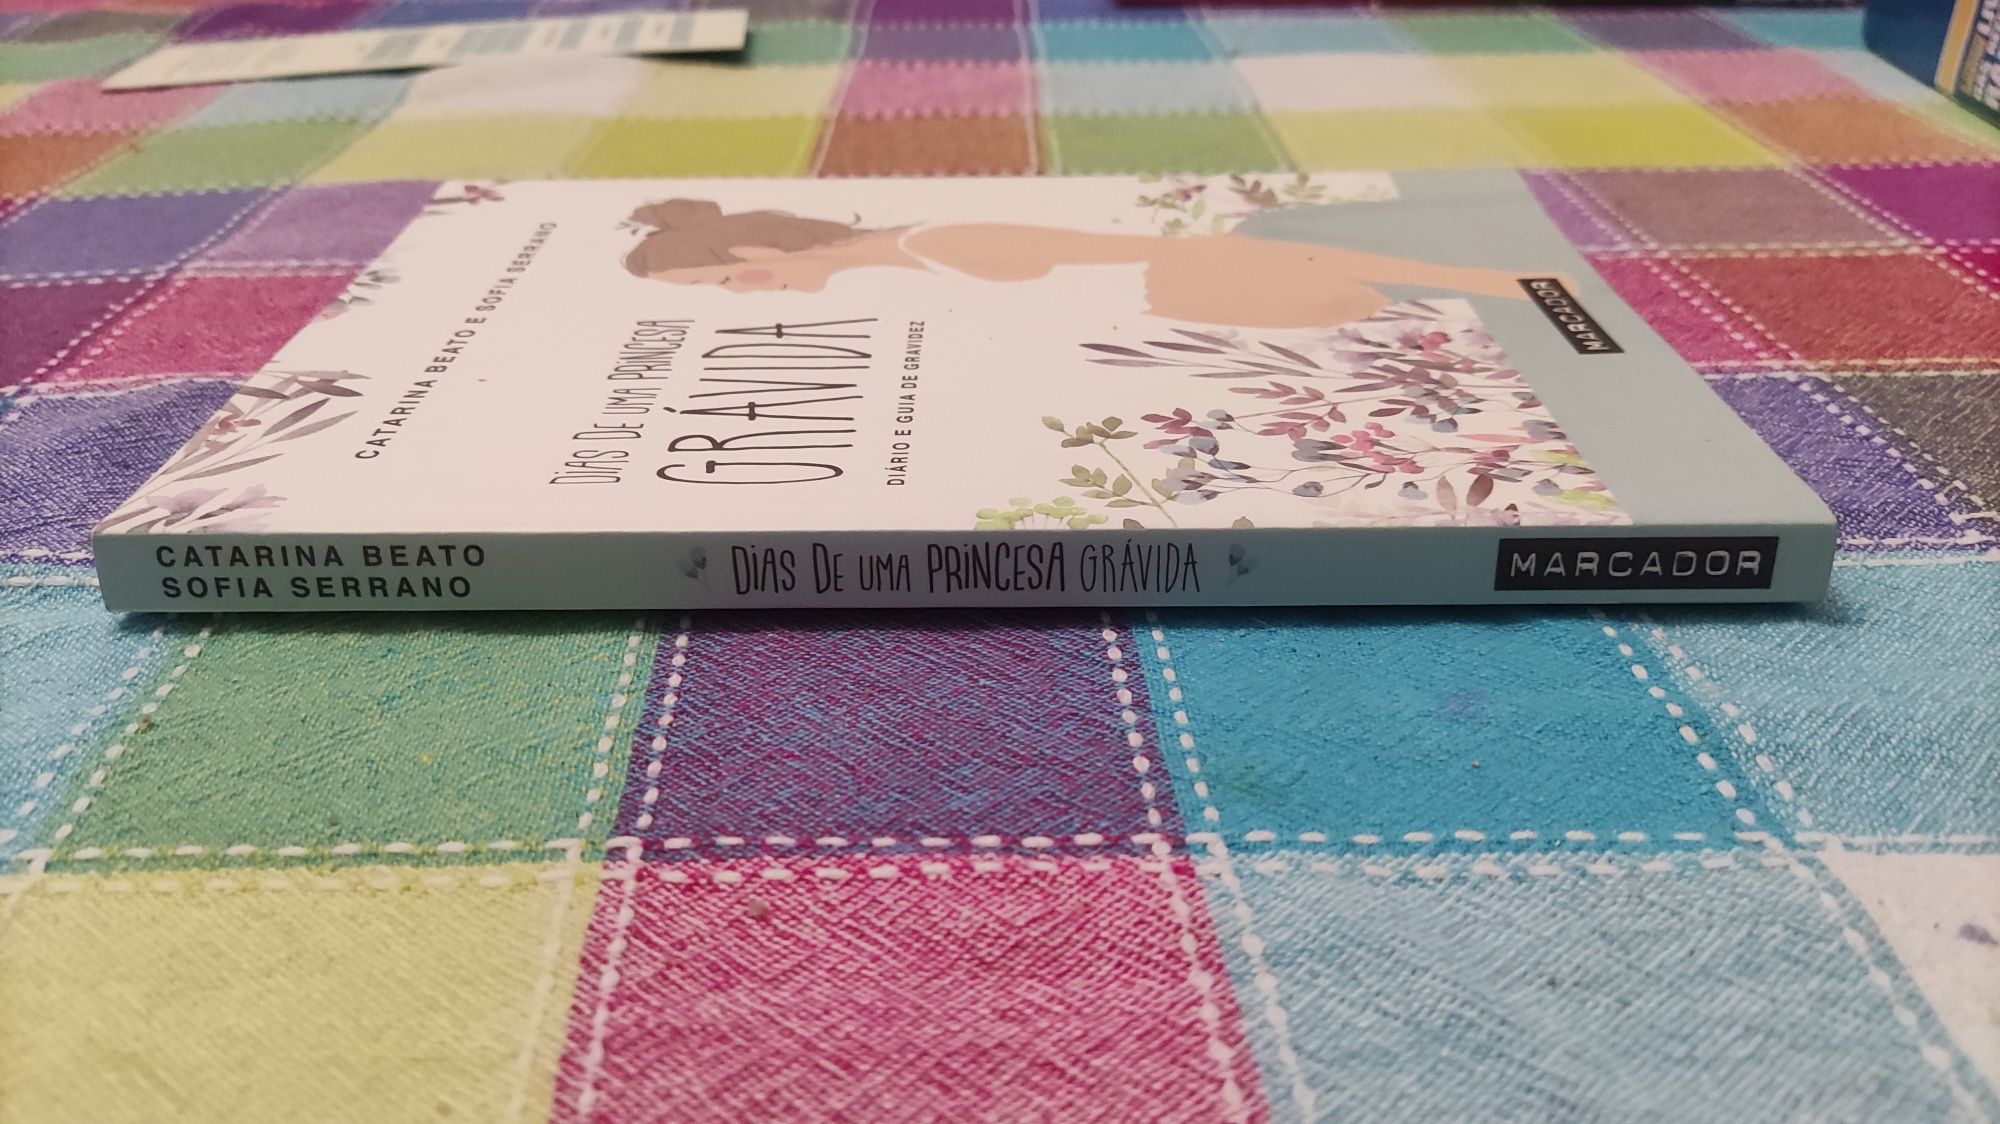 CATARINA BEATO E SOFIA SERRANO
DIAS DE UMA PRINCESA
GRÁVIDA
DIÁRIO E GUIA DE GRAVIDEZ
MARCADOR
CATARINA BEATO
SOFIA SERRANO
DIAS DE UMA PRINCESA GRÁVIDA
MARCADOR